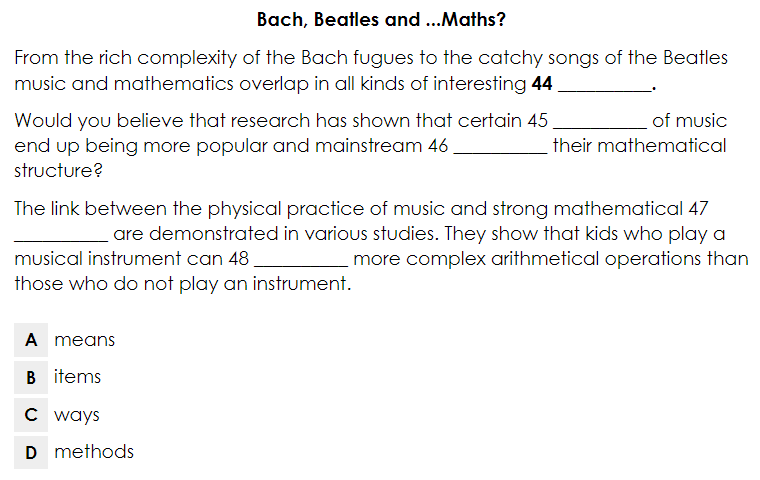 Bach, Beatles and ...Maths?
From the rich complexity of the Bach fugues to the catchy songs of the Beatles
music and mathematics overlap in all kinds of interesting 44 __________.
Would you believe that research has shown that certain 45 __________ of music
end up being more popular and mainstream 46 __________ their mathematical
structure?
The link between the physical practice of music and strong mathematical 47
__________ are demonstrated in various studies. They show that kids who play a
musical instrument can 48 __________ more complex arithmetical operations than
those who do not play an instrument.
A means
B items
C ways
D methods